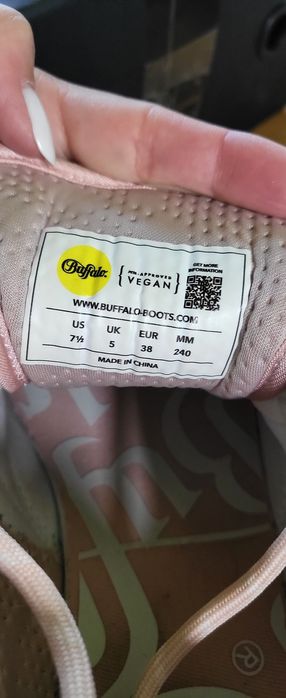 Buffalo
{ PETA - APPROVED
VEGAN }
GET MORE
INFORMATION
WWW.BUFFALO-BOOTS.COM
US UK EUR MM
7½ 5 38 240
MADE IN CHINA
®